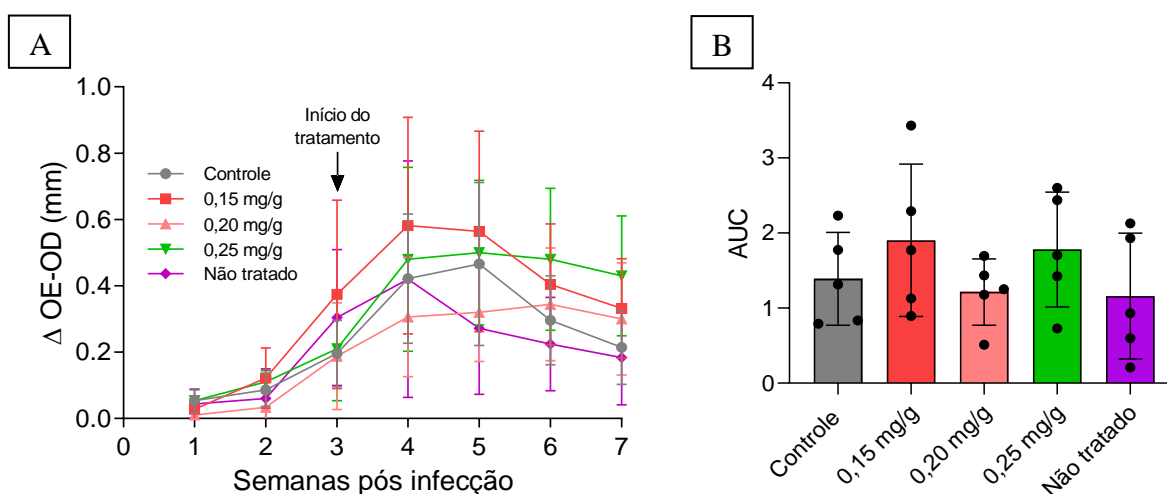 A
1.0
0.8
0.6
0.4
0.2
0.0
Δ OE-OD (mm)
Início do
tratamento
Controle
0,15 mg/g
0,20 mg/g
0,25 mg/g
Não tratado
0 1 2 3 4 5 6 7
Semanas pós infecção
B
4
3
2
1
0
AUC
Controle
0,15 mg/g
0,20 mg/g
0,25 mg/g
Não tratado